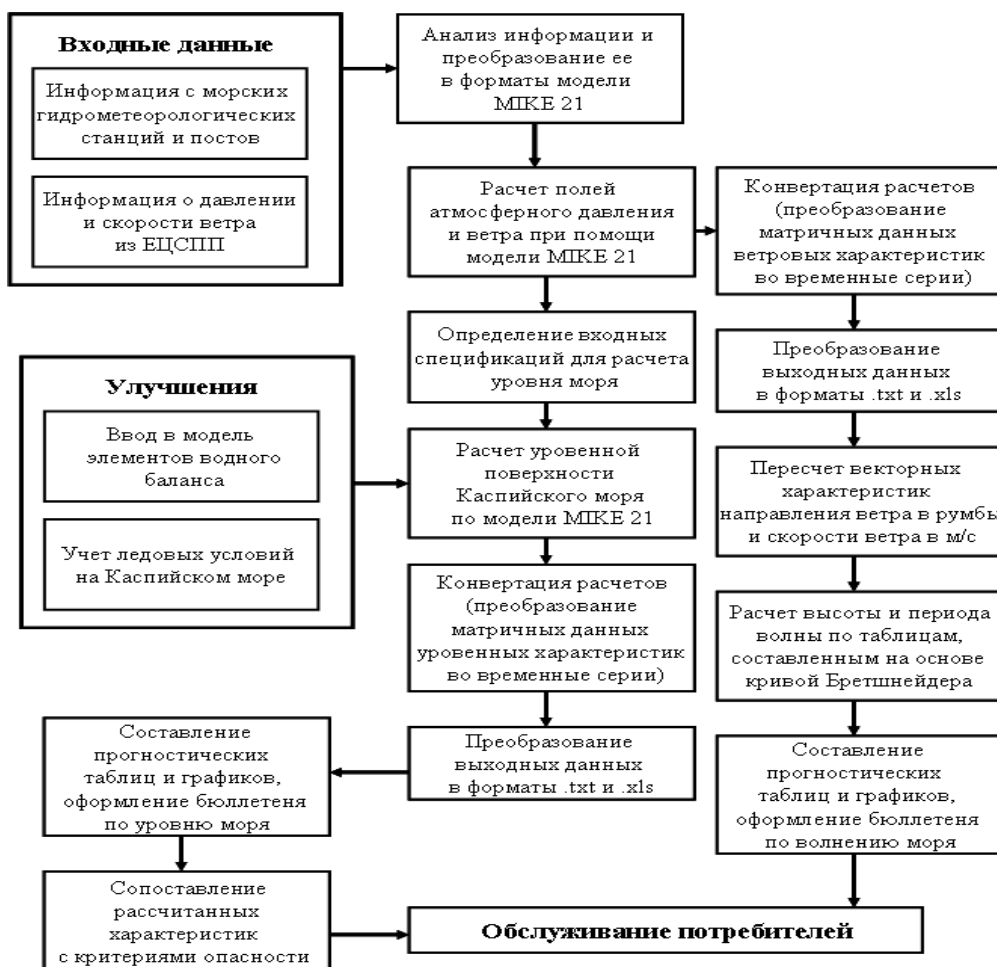 Входные данные
Информация с морских
гидрометеорологических
станций и постов
Информация о давлении
и скорости ветра
из ЕЦСПП
Анализ информации и
преобразование ее
в форматы модели
MIKE 21
Расчет полей
атмосферного давления
и ветра при помощи
модели MIKE 21
Конвертация расчетов
(преобразование
матричных данных
ветровых характеристик
во временные серии)
Определение входных
спецификаций для расчета
уровня моря
Преобразование
выходных данных
в форматы .txt и .xls
Улучшения
Ввод в модель
элементов водного
баланса
Учет ледовых условий
на Каспийском море
Расчет уровенной
поверхности
Каспийского моря
по модели MIKE 21
Пересчет векторных
характеристик
направления ветра в румбы
и скорости ветра в м/с
Конвертация расчетов
(преобразование
матричных данных
уровенных характеристик
во временные серии)
Расчет высоты и периода
волны по таблицам,
составленным на основе
кривой Бретшнейдера
Составление
прогностических
таблиц и графиков,
оформление бюллетеня
по уровню моря
Преобразование
выходных данных
в форматы .txt и .xls
Составление
прогностических
таблиц и графиков,
оформление бюллетеня
по волнению моря
Сопоставление
рассчитанных
характеристик
с критериями опасности
Обслуживание потребителей